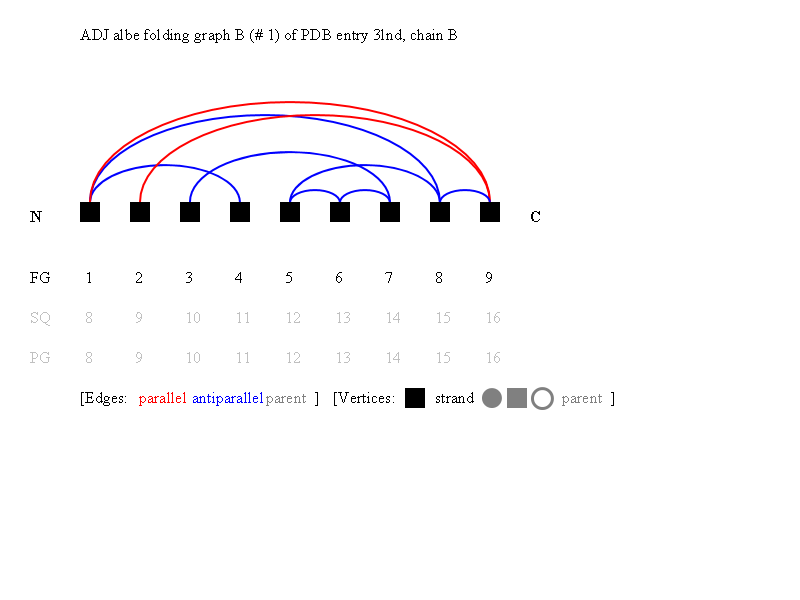 ADJ albe folding graph B (# 1) of PDB entry 3lnd, chain B
N C
FG 1 2 3 4 5 6 7 8 9
SQ 8 9 10 11 12 13 14 15 16
PG 8 9 10 11 12 13 14 15 16
[Edges: parallel antiparallel parent ] [Vertices: strand parent ]